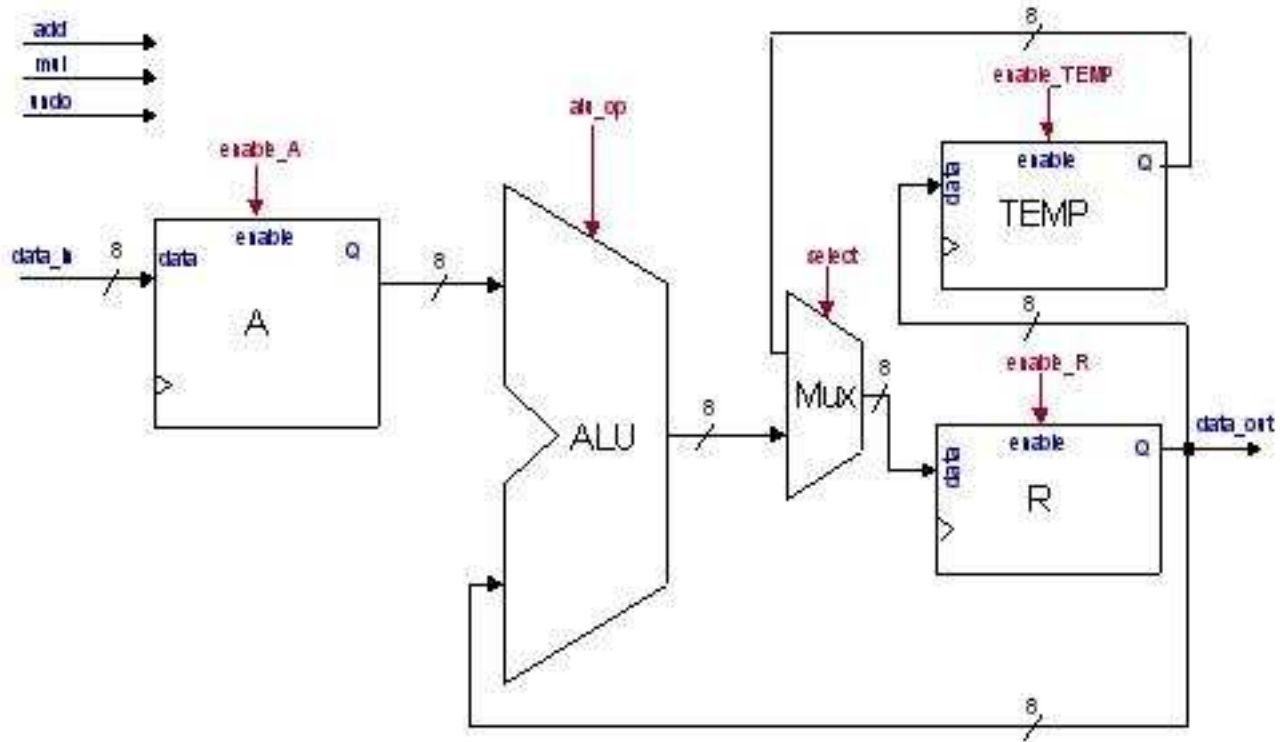 add
mul
undo
enable_A
data_in
8
data
enable
Q
A
8
alu_op
ALU
8
select
Mux
8
8
enable_TEMP
data
enable
Q
TEMP
8
enable_R
data
enable
Q
R
data_out
8